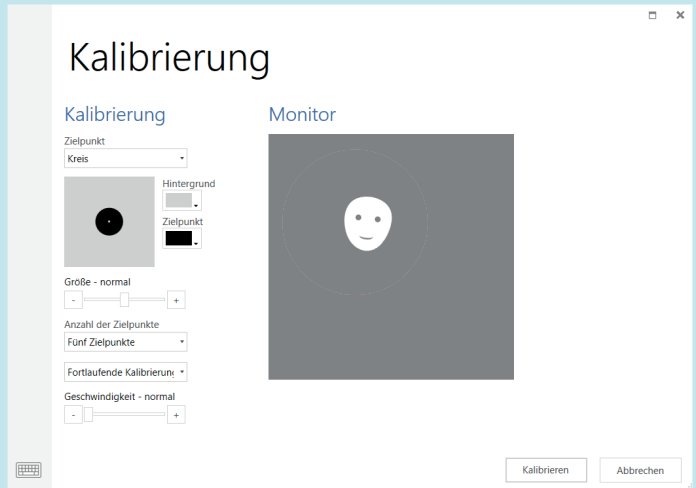 Kalibrierung
Kalibrierung
Monitor
Zielpunkt
Kreis
Hintergrund
Zielpunkt
Größe - normal
- +
Anzahl der Zielpunkte
Fünf Zielpunkte
Fortlaufende Kalibrierung
Geschwindigkeit - normal
- +
Kalibrieren
Abbrechen